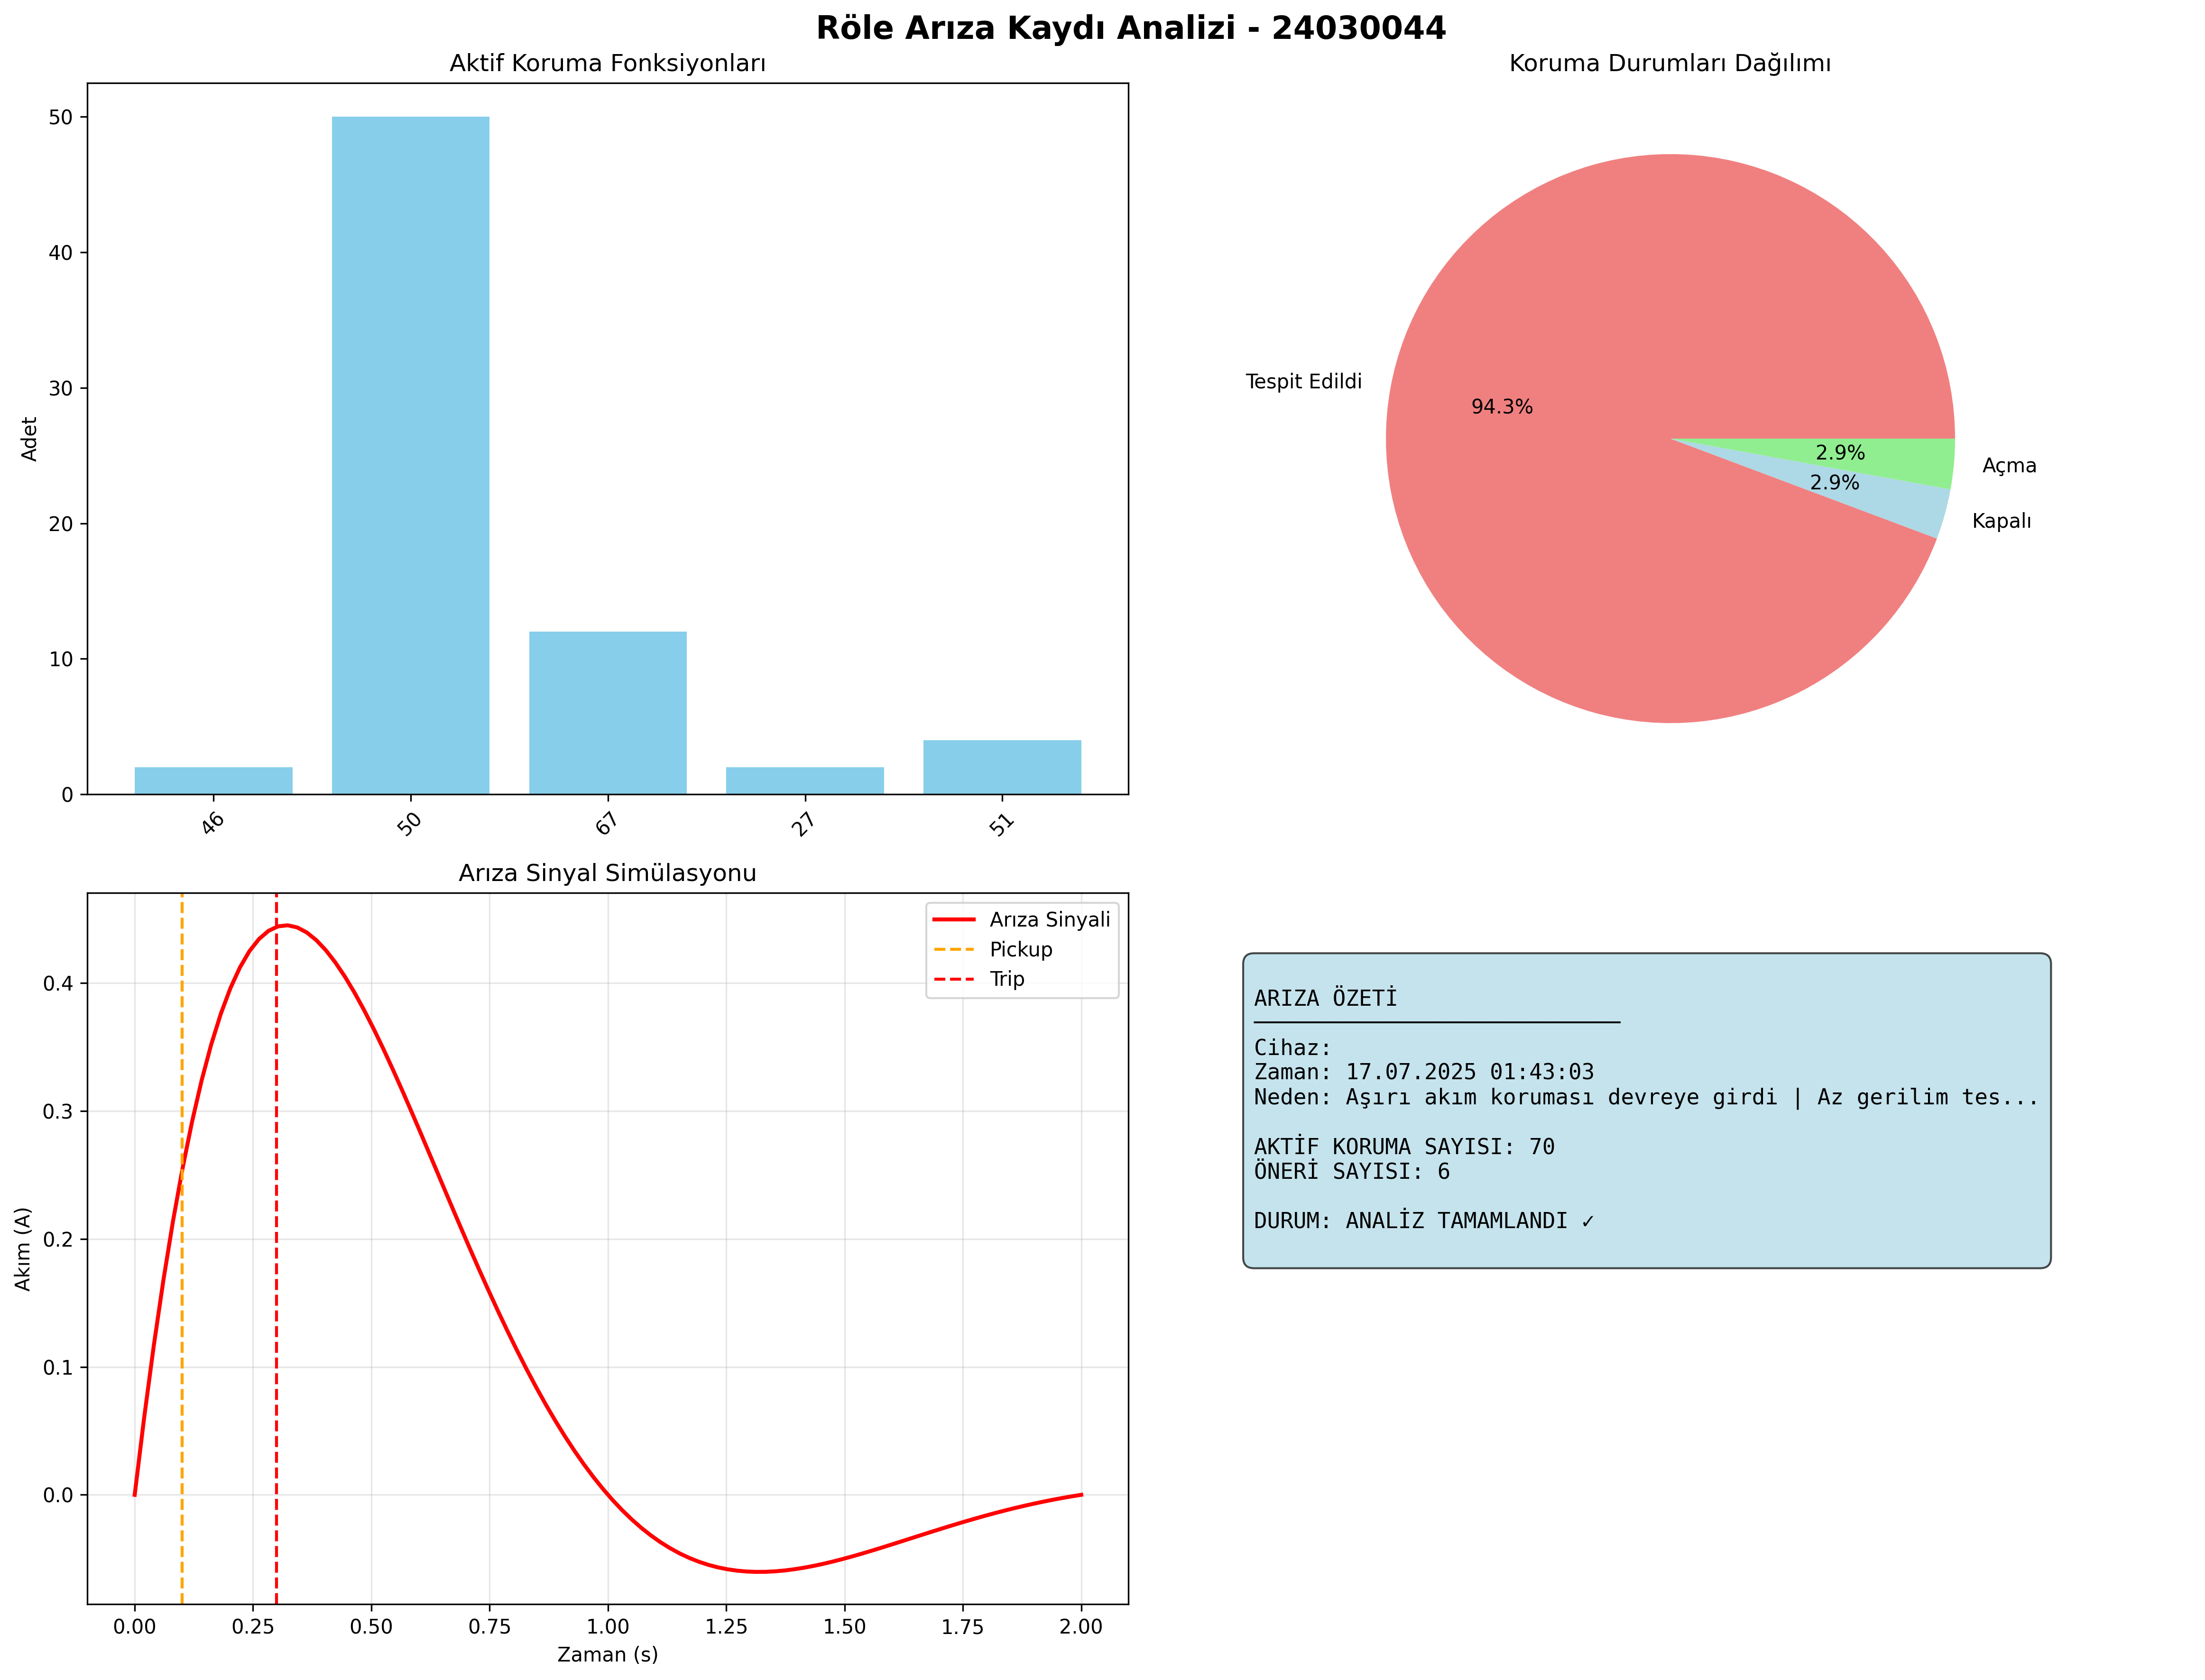 Röle Arıza Kaydı Analizi - 24030044
Aktif Koruma Fonksiyonları
Adet
50
40
30
20
10
0
46
50
67
27
51
Koruma Durumları Dağılımı
Tespit Edildi
94.3%
2.9%
Açma
2.9%
Kapalı
Arıza Sinyal Simülasyonu
Arıza Sinyali
Pickup
Trip
Akım (A)
0.4
0.3
0.2
0.1
0.0
0.00
0.25
0.50
0.75
1.00
1.25
1.50
1.75
2.00
Zaman (s)
ARIZA ÖZETİ
Cihaz:
Zaman: 17.07.2025 01:43:03
Neden: Aşırı akım koruması devreye girdi | Az gerilim tes...
AKTİF KORUMA SAYISI: 70
ÖNERİ SAYISI: 6
DURUM: ANALİZ TAMAMLANDI ✓